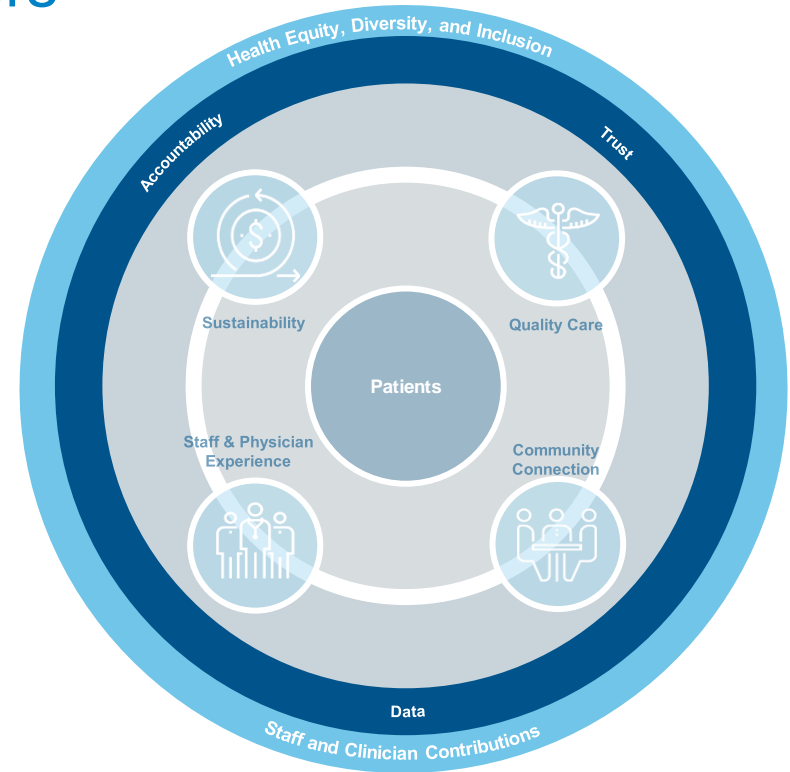 Health Equity, Diversity, and Inclusion
Accountability
Trust
Sustainability
Quality Care
Patients
Staff & Physician
Experience
Community
Connection
Data
Staff and Clinician Contributions